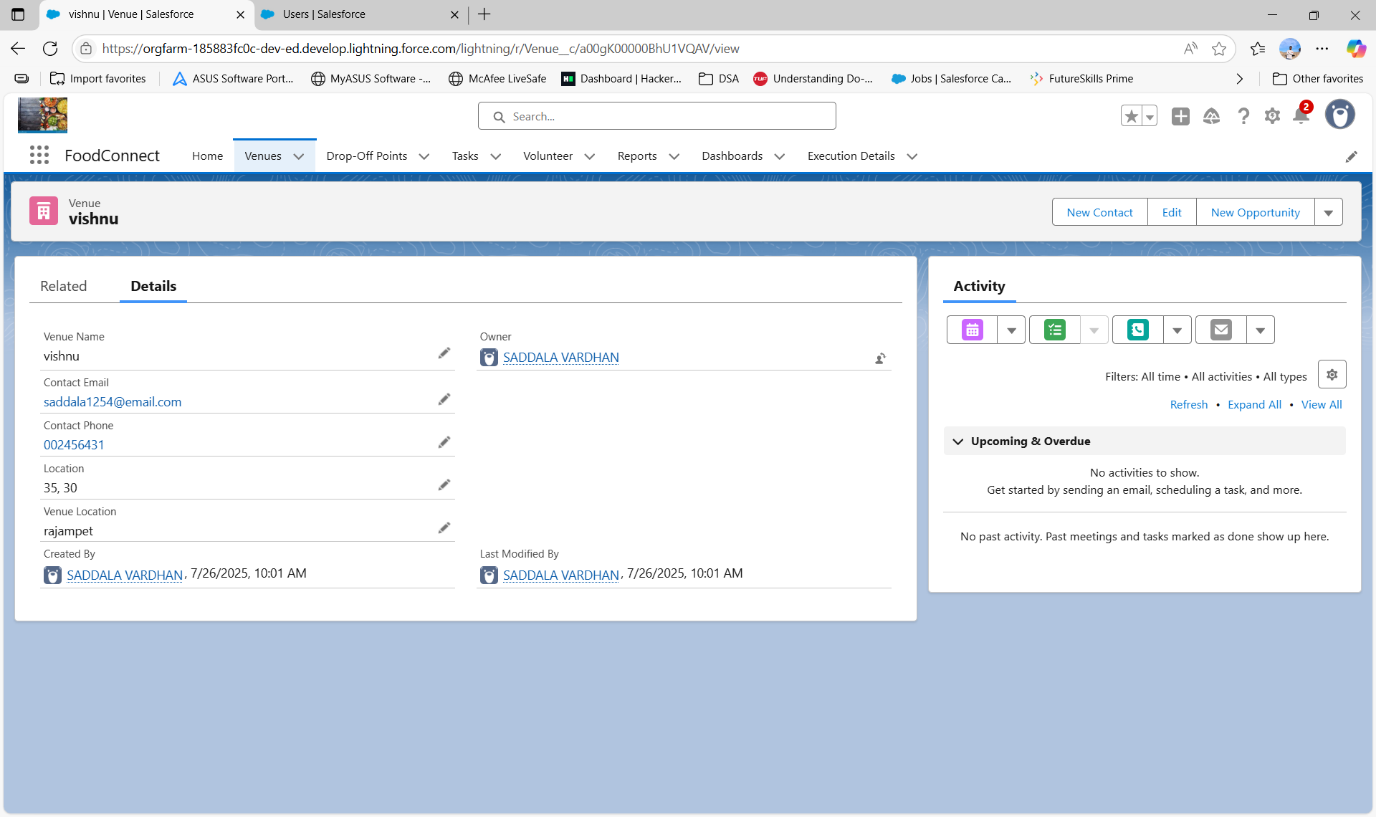 vishnu | Venue | Salesforce
Users | Salesforce
https://orgfarm-185883fc0c-dev-ed.develop.lightning.force.com/lightning/r/Venue__c/a00gK00000BhU1VQAV/view
Import favorites
ASUS Software Port...
MyASUS Software -...
McAfee LiveSafe
Dashboard | Hacker...
DSA
Understanding Do-...
Jobs | Salesforce Ca...
FutureSkills Prime
Other favorites
Search...
2
FoodConnect
Home
Venues
Drop-Off Points
Tasks
Volunteer
Reports
Dashboards
Execution Details
Venue
vishnu
New Contact
Edit
New Opportunity
Related
Details
Venue Name
vishnu
Owner
SADDALA VARDHAN
Contact Email
saddala1254@email.com
Contact Phone
002456431
Location
35, 30
Venue Location
rajampet
Created By
SADDALA VARDHAN, 7/26/2025, 10:01 AM
Last Modified By
SADDALA VARDHAN, 7/26/2025, 10:01 AM
Activity
Filters: All time • All activities • All types
Refresh • Expand All • View All
Upcoming & Overdue
No activities to show.
Get started by sending an email, scheduling a task, and more.
No past activity. Past meetings and tasks marked as done show up here.